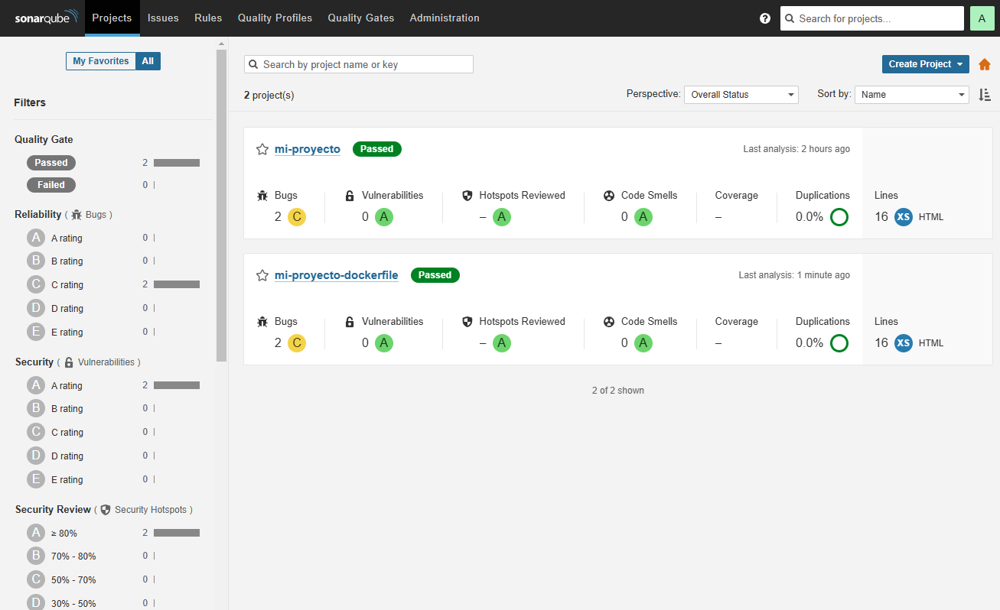 sonarqube Projects Issues Rules Quality Profiles Quality Gates Administration ? Search for projects... A
My Favorites All
Filters
Quality Gate
Passed 2
Failed 0
Reliability ( Bugs )
A A rating 0
B B rating 0
C C rating 2
D D rating 0
E E rating 0
Security ( Vulnerabilities )
A A rating 2
B B rating 0
C C rating 0
D D rating 0
E E rating 0
Security Review ( Security Hotspots )
A ≥ 80% 2
B 70% - 80% 0
C 50% - 70% 0
D 30% - 50% 0
Search by project name or key
Create Project
2 project(s)
Perspective: Overall Status
Sort by: Name
mi-proyecto Passed Last analysis: 2 hours ago
Bugs Vulnerabilities Hotspots Reviewed Code Smells Coverage Duplications Lines
2 C 0 A – A 0 A – 0.0% 16 XS HTML
mi-proyecto-dockerfile Passed Last analysis: 1 minute ago
Bugs Vulnerabilities Hotspots Reviewed Code Smells Coverage Duplications Lines
2 C 0 A – A 0 A – 0.0% 16 XS HTML
2 of 2 shown